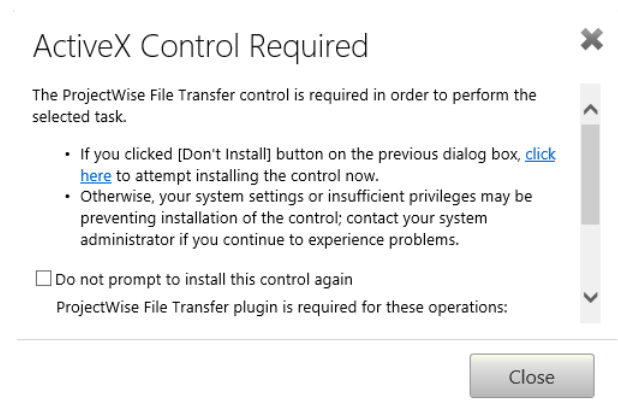 ActiveX Control Required
The ProjectWise File Transfer control is required in order to perform the
selected task.
• If you clicked [Don't Install] button on the previous dialog box, click
here to attempt installing the control now.
• Otherwise, your system settings or insufficient privileges may be
preventing installation of the control; contact your system
administrator if you continue to experience problems.
Do not prompt to install this control again
ProjectWise File Transfer plugin is required for these operations:
Close